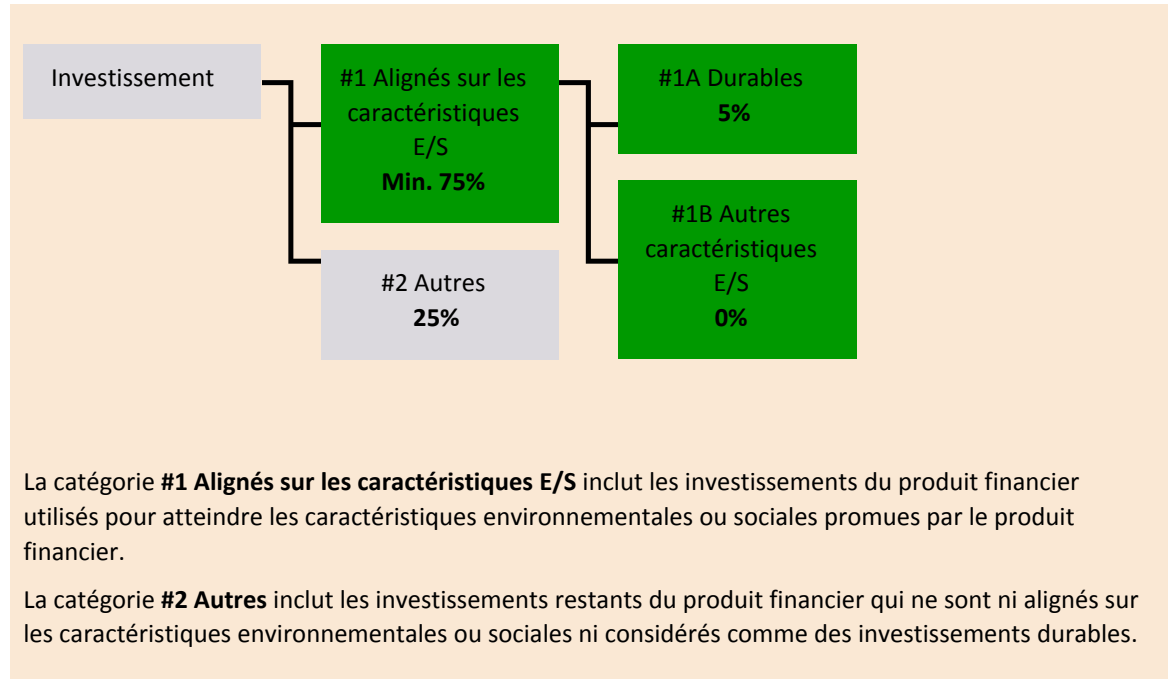 Investissement
#1 Alignés sur les
caractéristiques
E/S
Min. 75%
#2 Autres
25%
#1A Durables
5%
#1B Autres
caractéristiques
E/S
0%
La catégorie #1 Alignés sur les caractéristiques E/S inclut les investissements du produit financier
utilisés pour atteindre les caractéristiques environnementales ou sociales promues par le produit
financier.
La catégorie #2 Autres inclut les investissements restants du produit financier qui ne sont ni alignés sur
les caractéristiques environnementales ou sociales ni considérés comme des investissements durables.